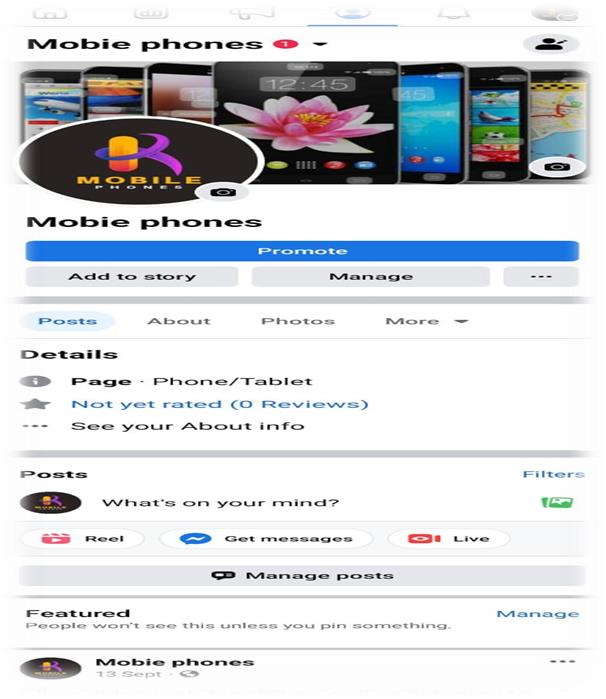 Mobie phones 1
12:45
MOBILE
PHONES
Mobie phones
Promote
Add to story
Manage
Posts
About
Photos
More
Details
Page · Phone/Tablet
Not yet rated (0 Reviews)
See your About info
Posts
Filters
What's on your mind?
Reel
Get messages
Live
Manage posts
Featured
Manage
People won't see this unless you pin something.
Mobie phones
13 Sept ·